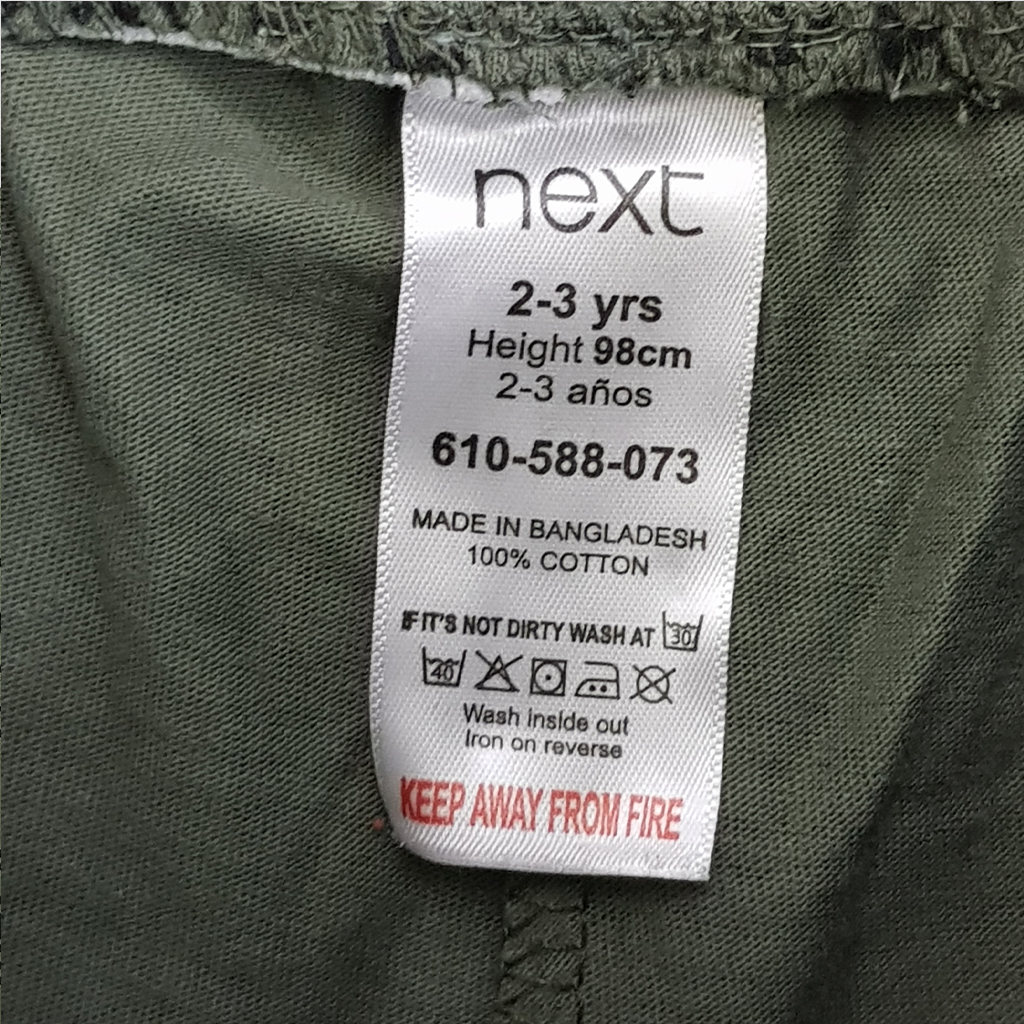 next
2-3 yrs
Height 98cm
2-3 años
610-588-073
MADE IN BANGLADESH
100% COTTON
IF IT'S NOT DIRTY WASH AT 30
40
Wash inside out
Iron on reverse
KEEP AWAY FROM FIRE